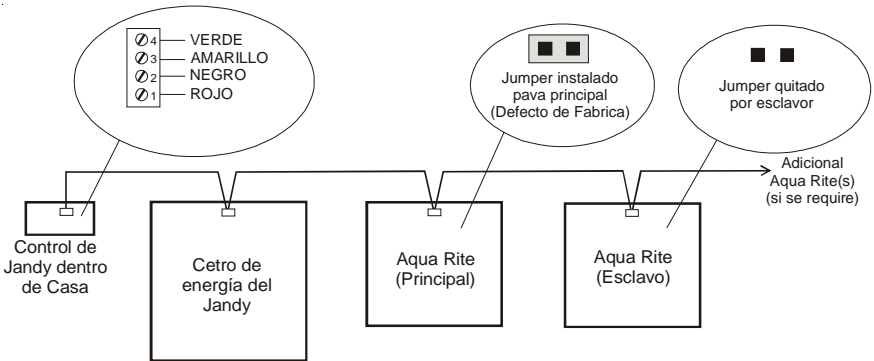 4 VERDE
3 AMARILLO
2 NEGRO
1 ROJO
Jumper instalado
pava principal
(Defecto de Fabrica)
Jumper quitado
por esclavor
Adicional
Aqua Rite(s)
(si se require)
Control de
Jandy dentro
de Casa
Cetro de
energía del
Jandy
Aqua Rite
(Principal)
Aqua Rite
(Esclavo)